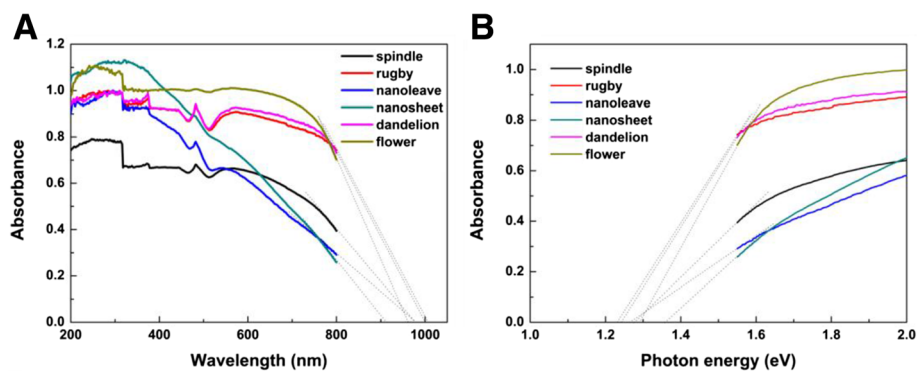 A
B
Absorbance
1.2
1.0
0.8
0.6
0.4
0.2
0.0
200
400
600
800
1000
Wavelength (nm)
spindle
rugby
nanoleave
nanosheet
dandelion
flower
Absorbance
1.0
0.8
0.6
0.4
0.2
0.0
1.0
1.2
1.4
1.6
1.8
2.0
Photon energy (eV)
spindle
rugby
nanoleave
nanosheet
dandelion
flower